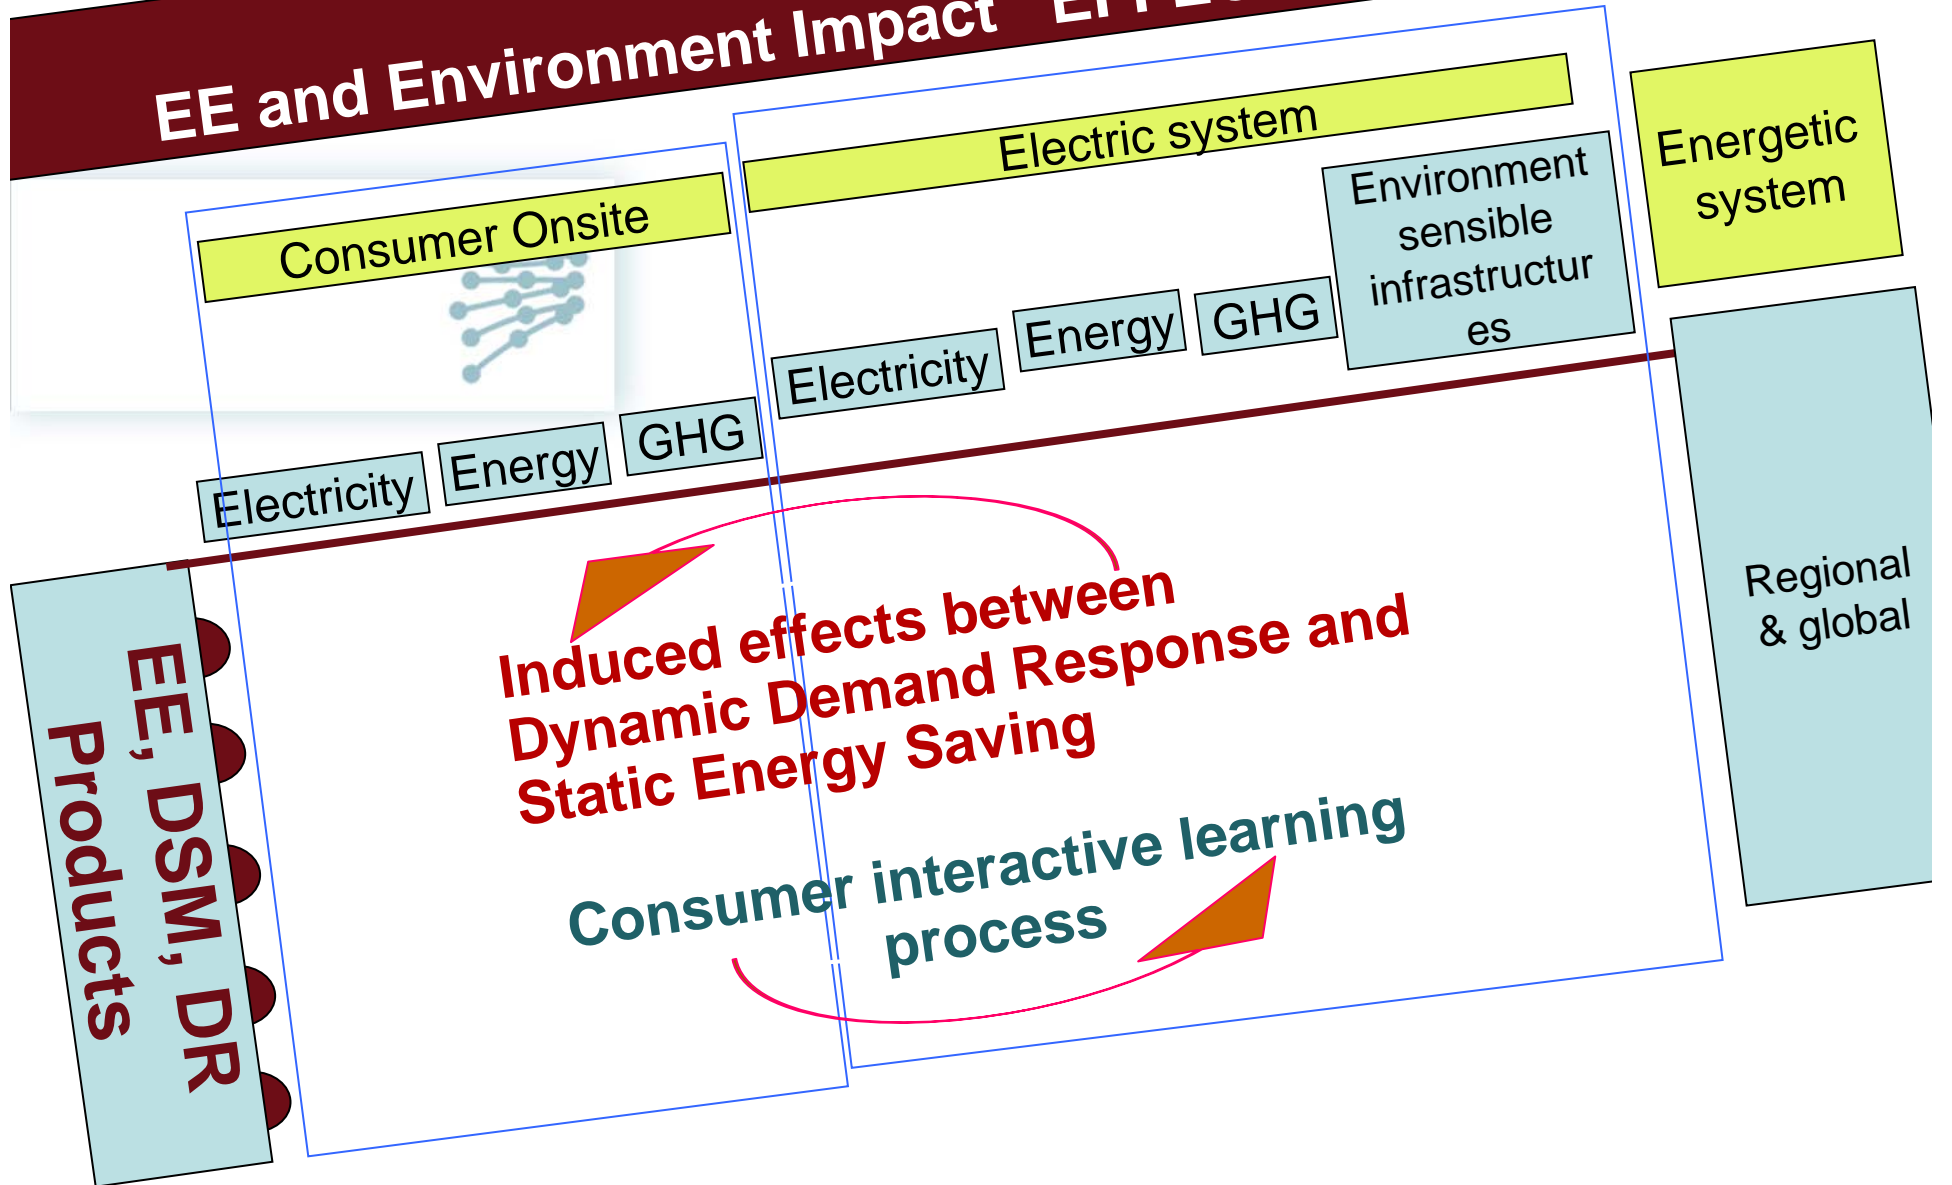 EE and Environment Impact
Consumer Onsite
Electric system
Energetic
system
Electricity
Energy
GHG
Electricity
Energy
GHG
Environment
sensible
infrastructur
es
Regional
& global
EE, DSM, DR
Products
Induced effects between
Dynamic Demand Response and
Static Energy Saving
Consumer interactive learning
process